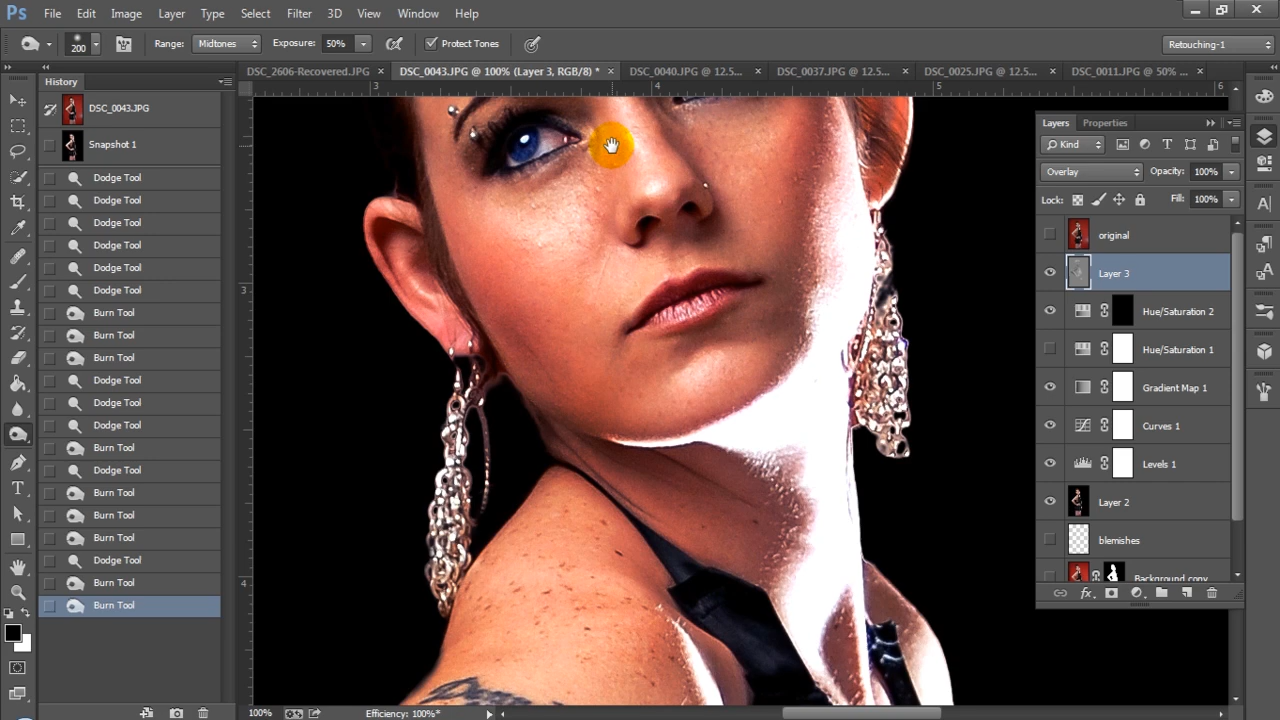 Ps File Edit Image Layer Type Select Filter 3D View Window Help
200 Range: Midtones Exposure: 50% Protect Tones Retouching-1
History
DSC_2606-Recovered.JPG × DSC_0043.JPG @ 100% (Layer 3, RGB/8) * × DSC_0040.JPG @ 12.5... × DSC_0037.JPG @ 12.5... × DSC_0025.JPG @ 12.5... × DSC_0011.JPG @ 50% ... ×
3 4 5 6
DSC_0043.JPG
Snapshot 1
Dodge Tool
Dodge Tool
Dodge Tool
Dodge Tool
Dodge Tool
Dodge Tool
Burn Tool
Burn Tool
Burn Tool
Dodge Tool
Dodge Tool
Dodge Tool
Burn Tool
Dodge Tool
Burn Tool
Burn Tool
Burn Tool
Dodge Tool
Burn Tool
Burn Tool
3
4
Layers Properties
Kind
Overlay Opacity: 100%
Lock: Fill: 100%
original
Layer 3
Hue/Saturation 2
Hue/Saturation 1
Gradient Map 1
Curves 1
Levels 1
Layer 2
blemishes
Background copy
100% Efficiency: 100%*